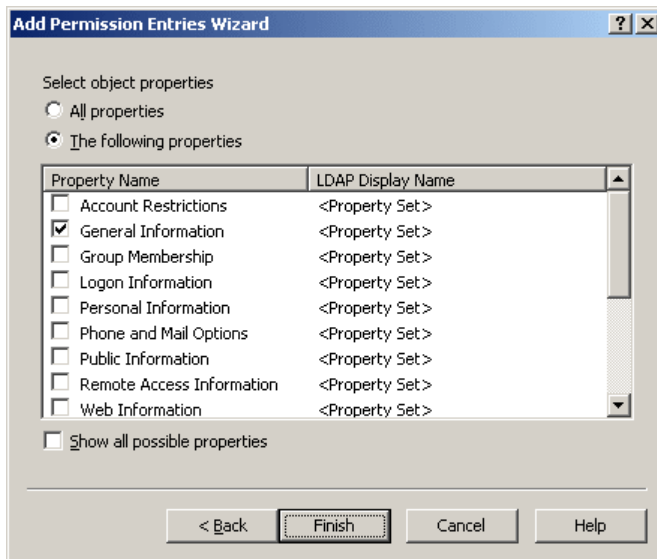 Add Permission Entries Wizard
Select object properties
All properties
The following properties
Property Name LDAP Display Name
Account Restrictions <Property Set>
General Information <Property Set>
Group Membership <Property Set>
Logon Information <Property Set>
Personal Information <Property Set>
Phone and Mail Options <Property Set>
Public Information <Property Set>
Remote Access Information <Property Set>
Web Information <Property Set>
Show all possible properties
< Back Finish Cancel Help